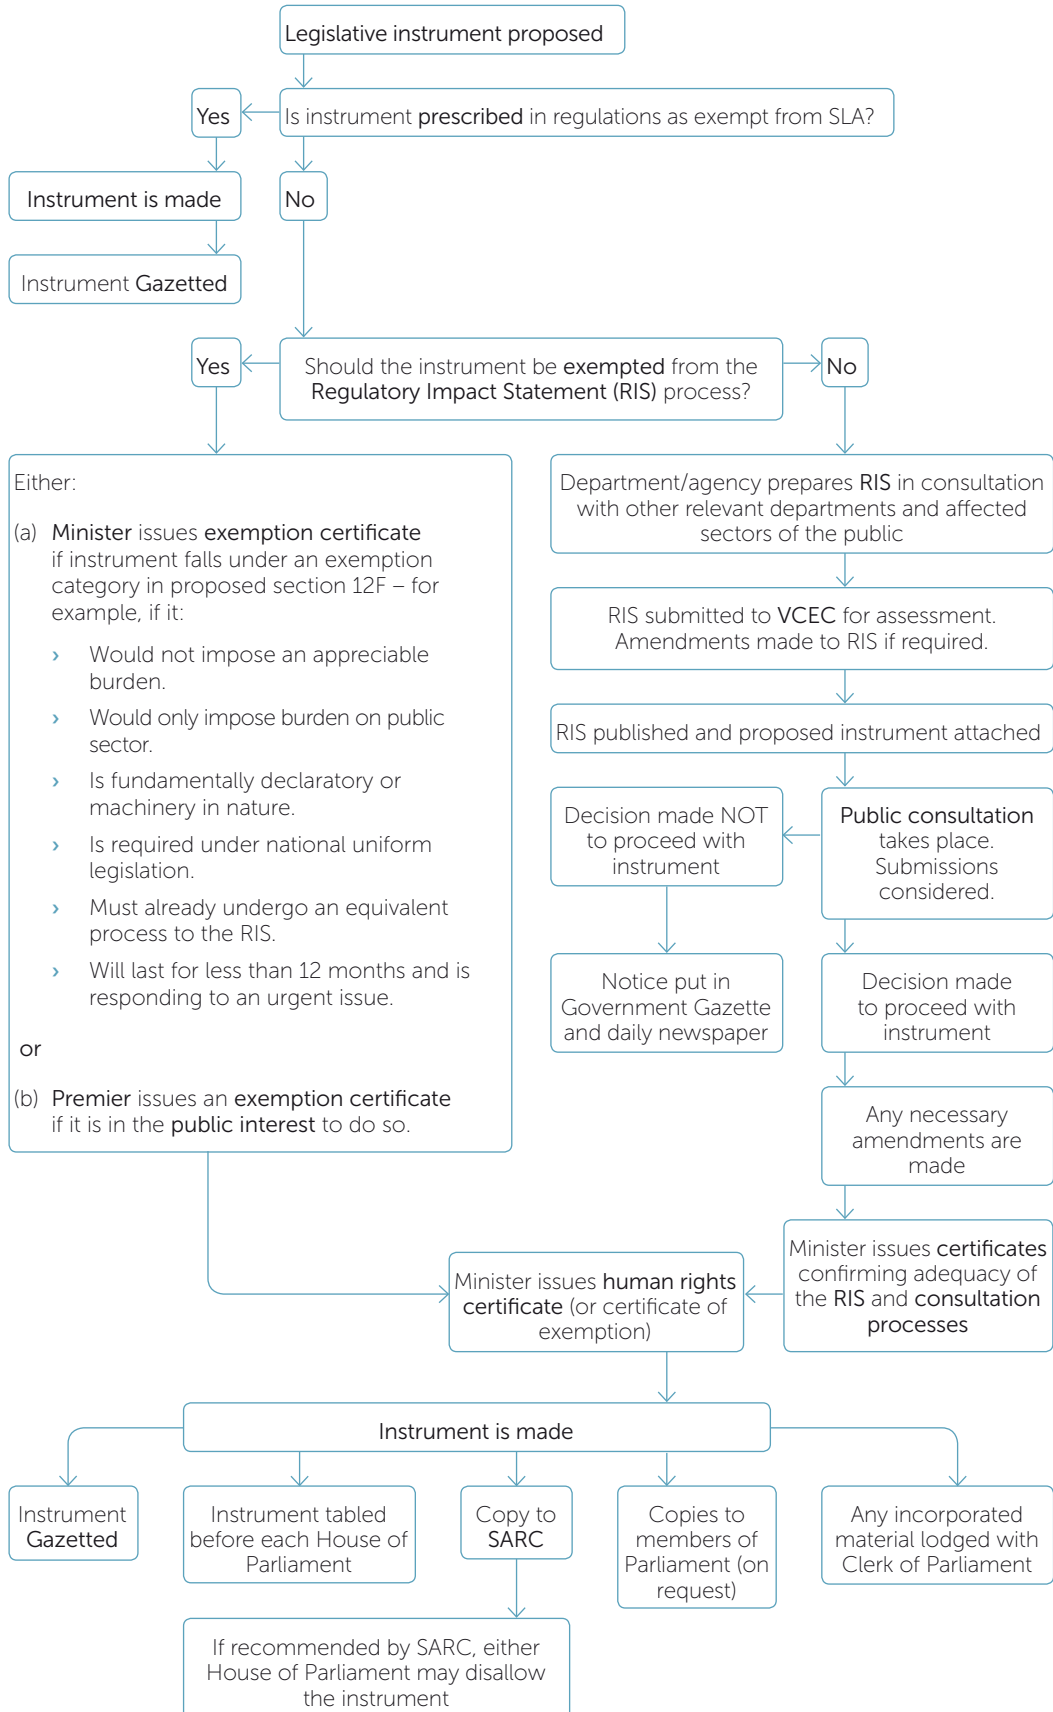 Legislative instrument proposed
Yes
Is instrument prescribed in regulations as exempt from SLA?
Instrument is made
No
Instrument Gazetted
Yes
Should the instrument be exempted from the
Regulatory Impact Statement (RIS) process?
No
Either:
(a) Minister issues exemption certificate
if instrument falls under an exemption
category in proposed section 12F – for
example, if it:
› Would not impose an appreciable
burden.
› Would only impose burden on public
sector.
› Is fundamentally declaratory or
machinery in nature.
› Is required under national uniform
legislation.
› Must already undergo an equivalent
process to the RIS.
› Will last for less than 12 months and is
responding to an urgent issue.
or
(b) Premier issues an exemption certificate
if it is in the public interest to do so.
Department/agency prepares RIS in consultation
with other relevant departments and affected
sectors of the public
RIS submitted to VCEC for assessment.
Amendments made to RIS if required.
RIS published and proposed instrument attached
Decision made NOT
to proceed with
instrument
Public consultation
takes place.
Submissions
considered.
Notice put in
Government Gazette
and daily newspaper
Decision made
to proceed with
instrument
Any necessary
amendments are
made
Minister issues certificates
confirming adequacy of
the RIS and consultation
processes
Minister issues human rights
certificate (or certificate of
exemption)
Instrument is made
Instrument
Gazetted
Instrument tabled
before each House of
Parliament
Copy to
SARC
Copies to
members of
Parliament (on
request)
Any incorporated
material lodged with
Clerk of Parliament
If recommended by SARC, either
House of Parliament may disallow
the instrument